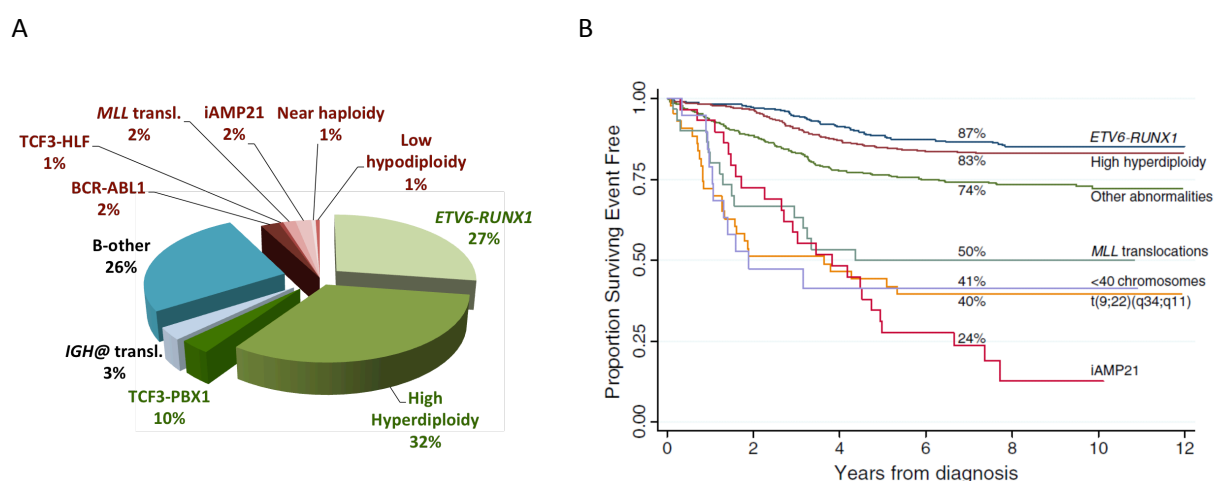 A
MLL transl.
2%
iAMP21
2%
Near haploidy
1%
TCF3-HLF
1%
Low
hypodiploidy
1%
BCR-ABL1
2%
ETV6-RUNX1
27%
B-other
26%
IGH@ transl.
3%
TCF3-PBX1
10%
High
Hyperdiploidy
32%
B
Proportion Survivng Event Free
1.00
0.75
0.50
0.25
0.00
87%
ETV6-RUNX1
83%
High hyperdiploidy
74%
Other abnormalities
50%
MLL translocations
41%
<40 chromosomes
40%
t(9;22)(q34;q11)
24%
iAMP21
0 2 4 6 8 10 12
Years from diagnosis